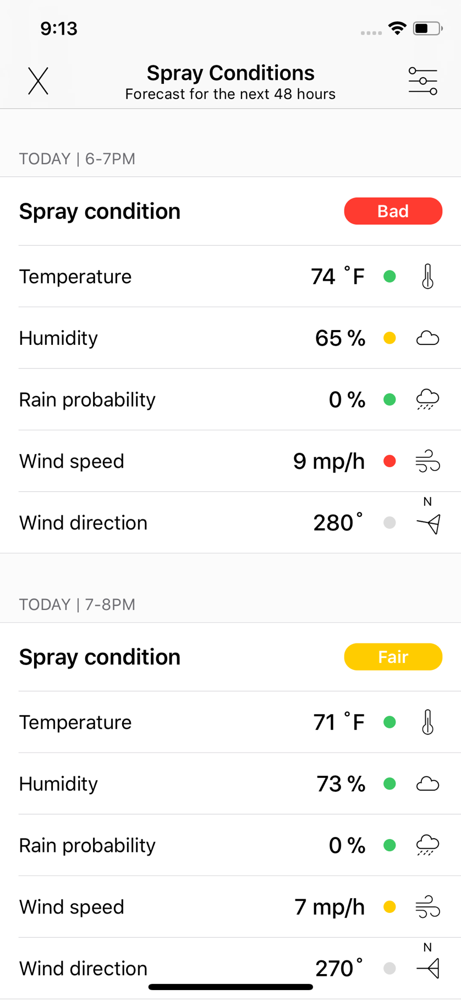 9:13
Spray Conditions
Forecast for the next 48 hours
TODAY | 6-7PM
Spray condition Bad
Temperature 74 °F
Humidity 65 %
Rain probability 0 %
Wind speed 9 mp/h
N
Wind direction 280°
TODAY | 7-8PM
Spray condition Fair
Temperature 71 °F
Humidity 73 %
Rain probability 0 %
Wind speed 7 mp/h
N
Wind direction 270°